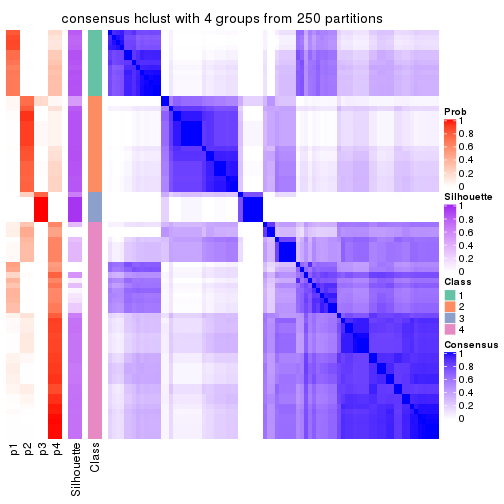 consensus hclust with 4 groups from 250 partitions
Prob
1
0.8
0.6
0.4
0.2
0
Silhouette
1
0.8
0.6
0.4
0.2
0
Class
1
2
3
4
Consensus
1
0.8
0.6
0.4
0.2
0
p1
p2
p3
p4
Silhouette
Class